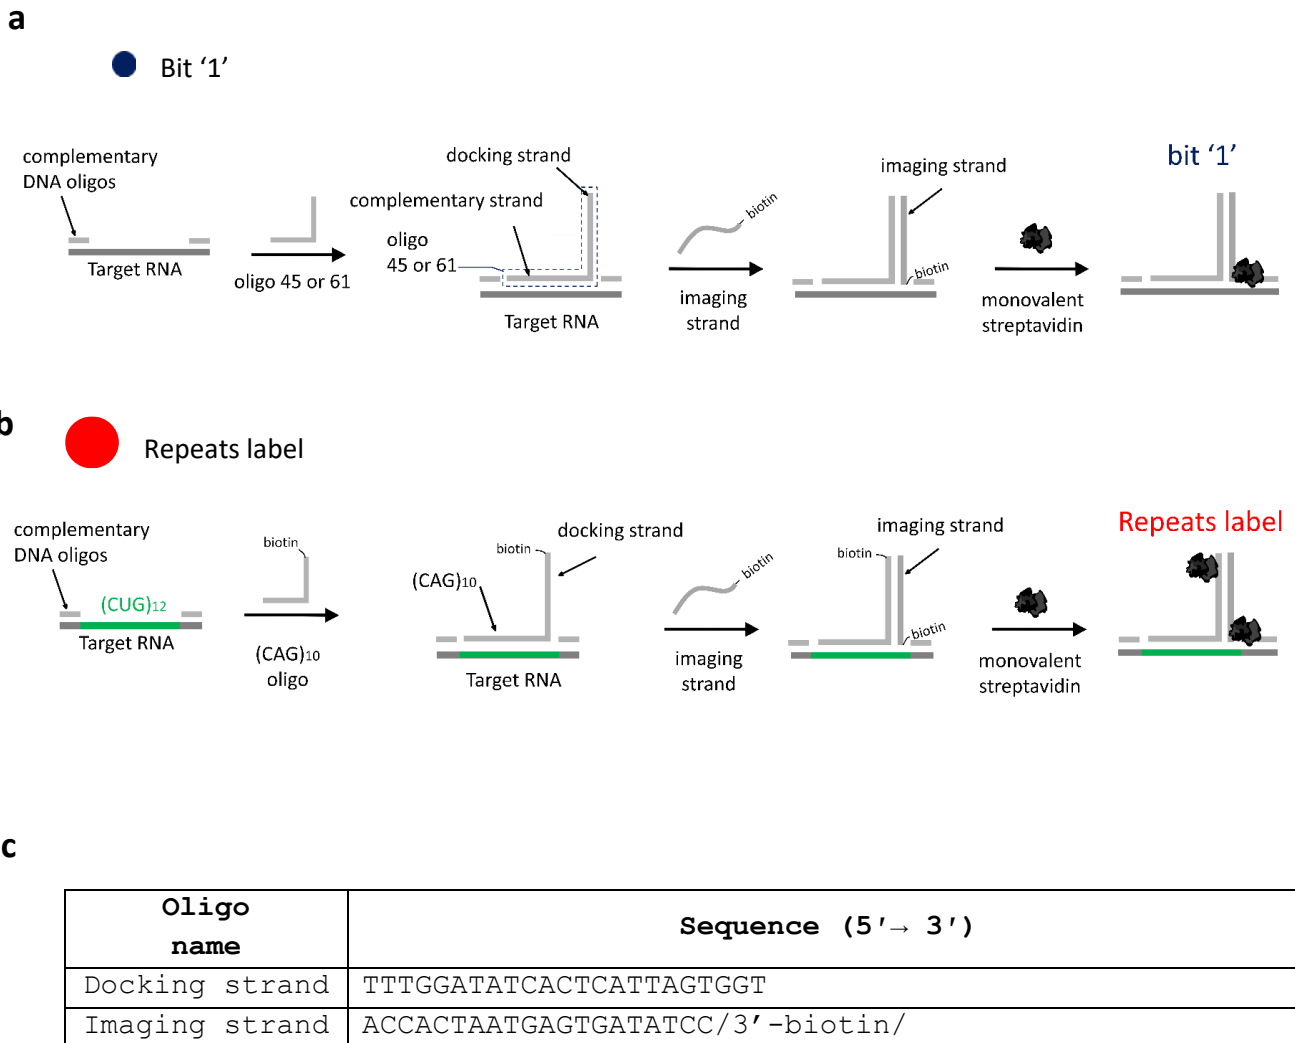 a
Bit ‘1’
complementary
DNA oligos
Target RNA
oligo 45 or 61
docking strand
complementary strand
oligo
45 or 61
Target RNA
biotin
imaging
strand
imaging strand
biotin
monovalent
streptavidin
bit ‘1’
b
Repeats label
complementary
DNA oligos
(CUG)12
Target RNA
biotin
(CAG)10
oligo
docking strand
biotin
(CAG)10
Target RNA
biotin
imaging
strand
imaging strand
biotin
biotin
monovalent
streptavidin
Repeats label
c
Oligo
name
Sequence (5′→ 3′)
Docking strand TTTGGATATCACTCATTAGTGGT
Imaging strand ACCACTAATGAGTGATATCC/3’-biotin/